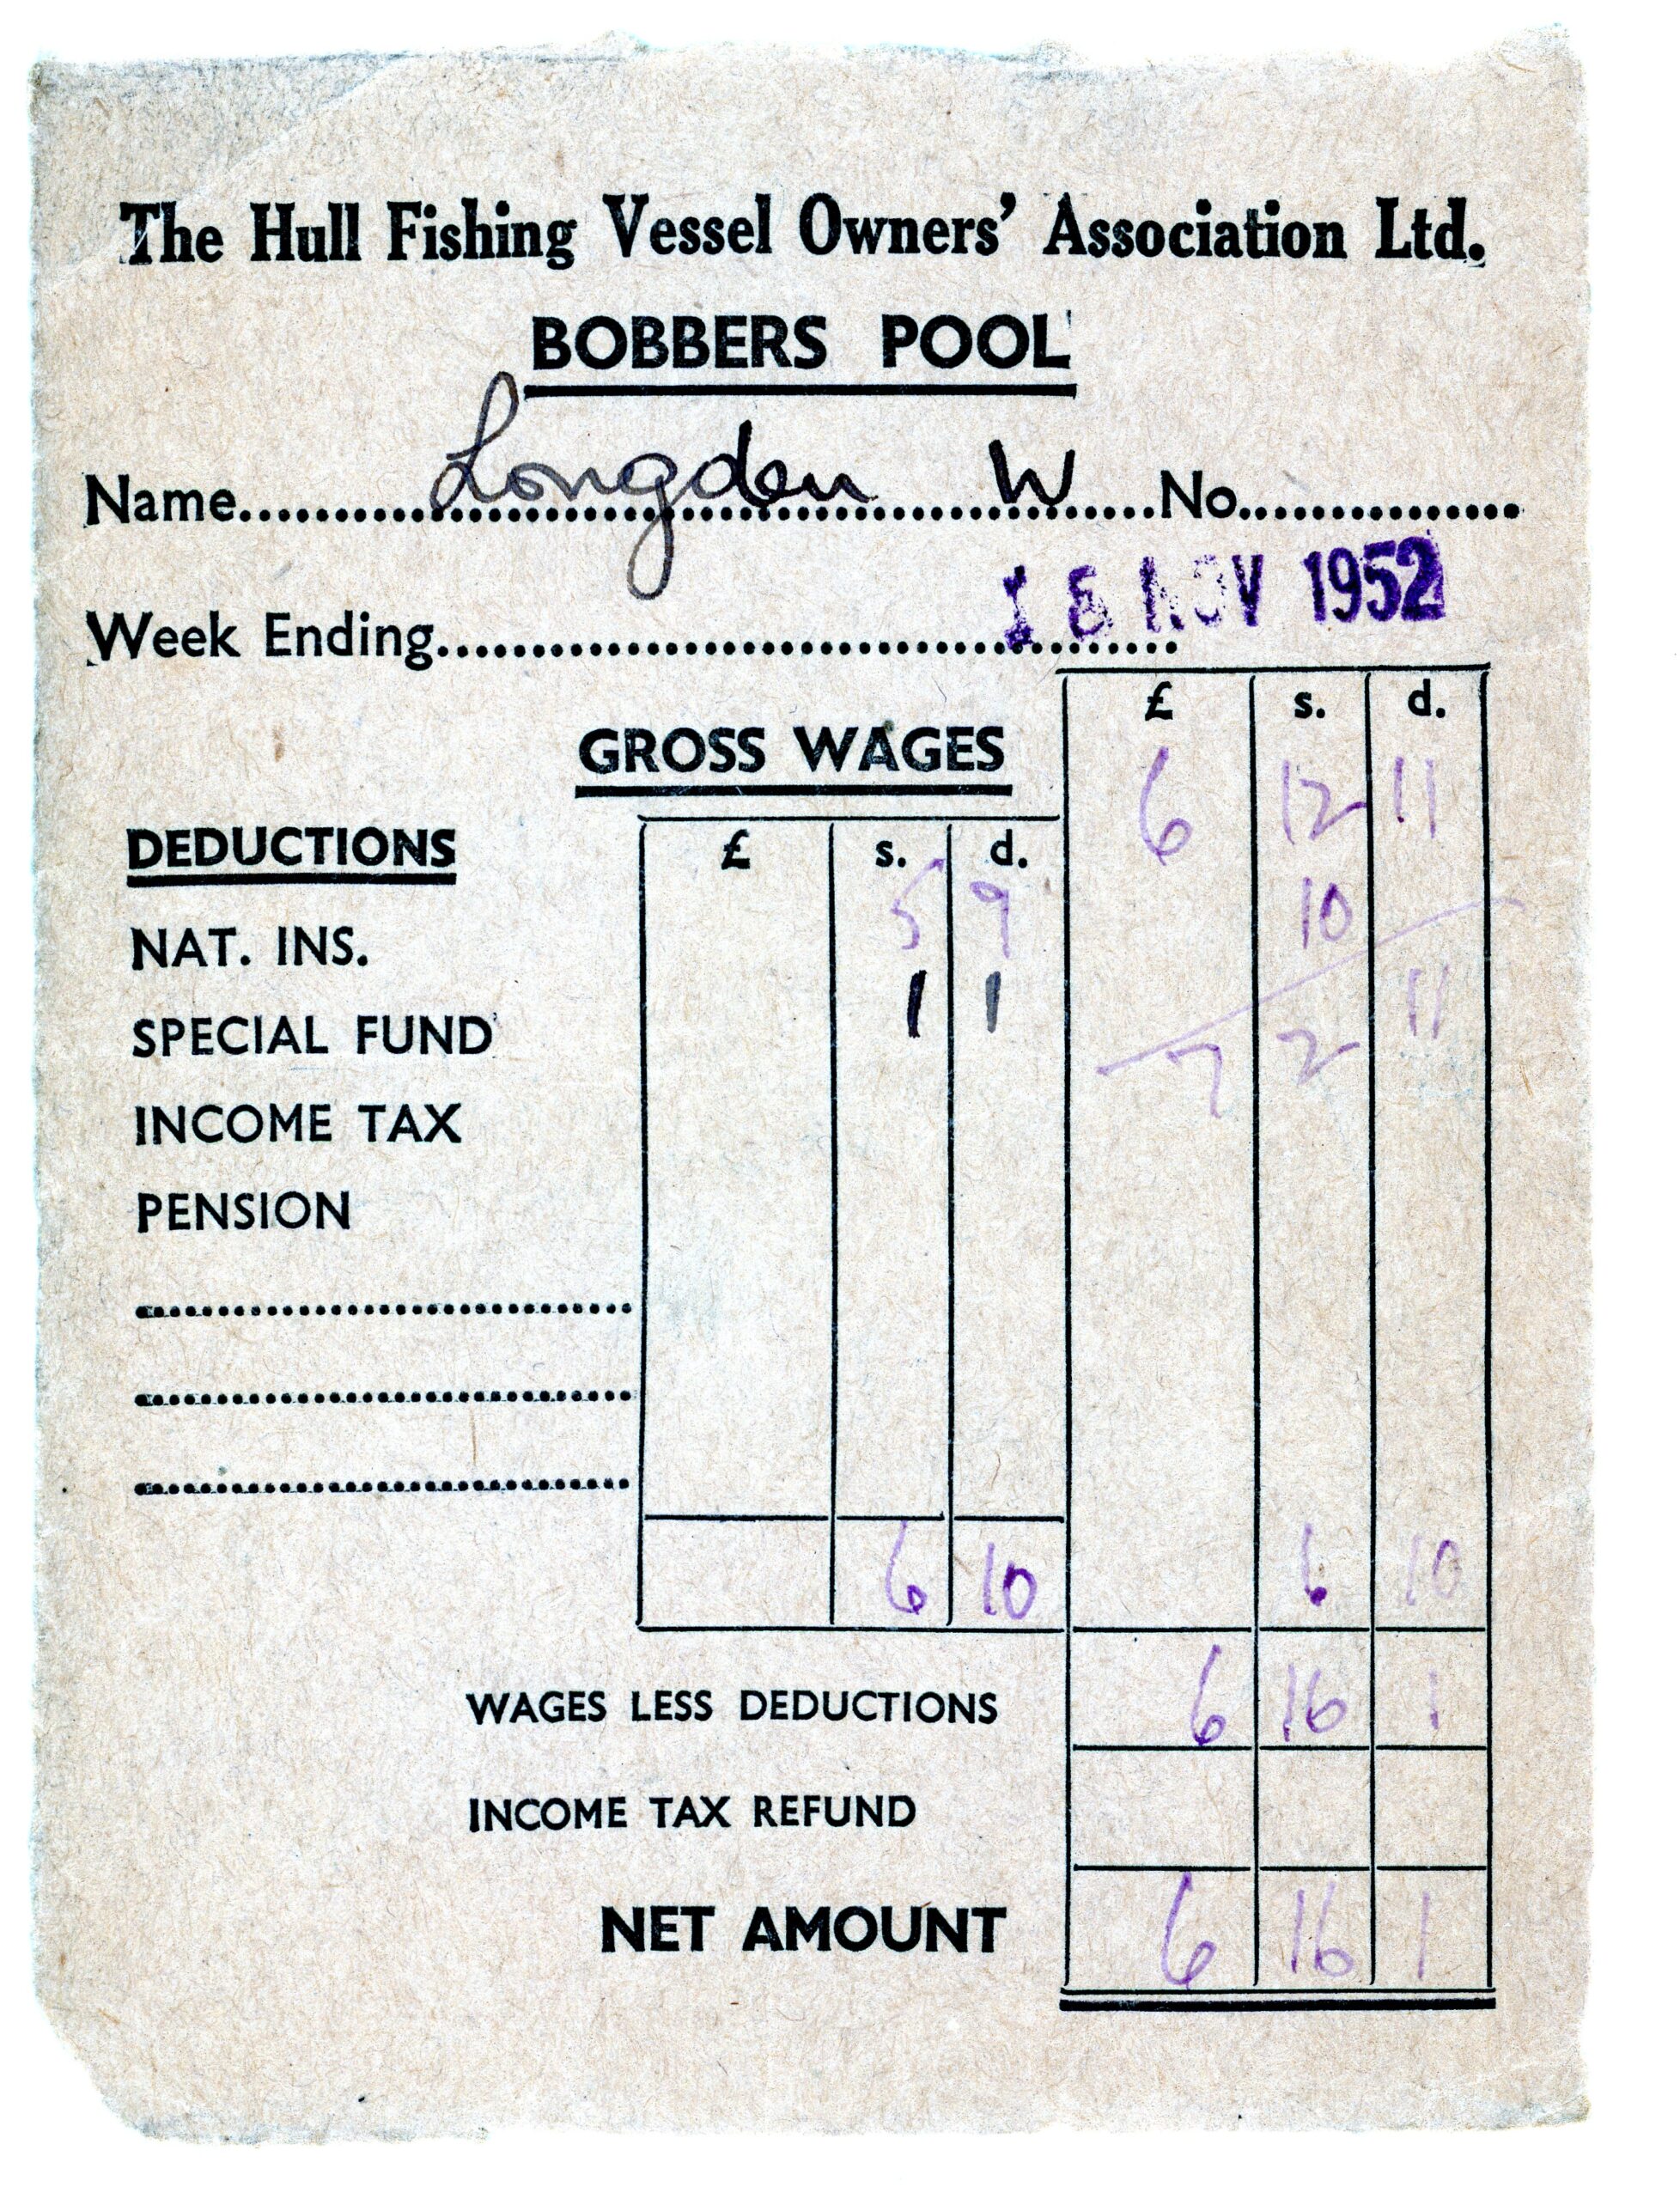 The Hull Fishing Vessel Owners' Association Ltd.
BOBBERS POOL
Name Longden W No.
Week Ending 18 NOV 1952
£ s. d.
GROSS WAGES 6 12 11
DEDUCTIONS £ s. d.
10
NAT. INS. 5 9
SPECIAL FUND 1 1
7 2 11
INCOME TAX
PENSION
6 10 6 10
WAGES LESS DEDUCTIONS 6 16 1
INCOME TAX REFUND
NET AMOUNT 6 16 1